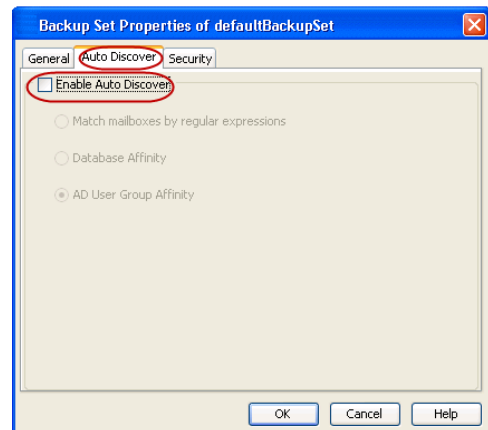 Backup Set Properties of defaultBackupSet
General Auto Discover Security
Enable Auto Discover
Match mailboxes by regular expressions
Database Affinity
AD User Group Affinity
OK Cancel Help